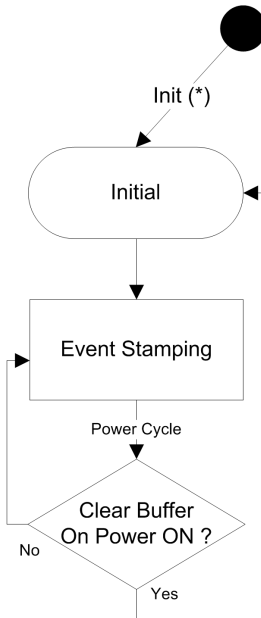 Init (*)
Initial
Event Stamping
Power Cycle
Clear Buffer
On Power ON ?
No
Yes